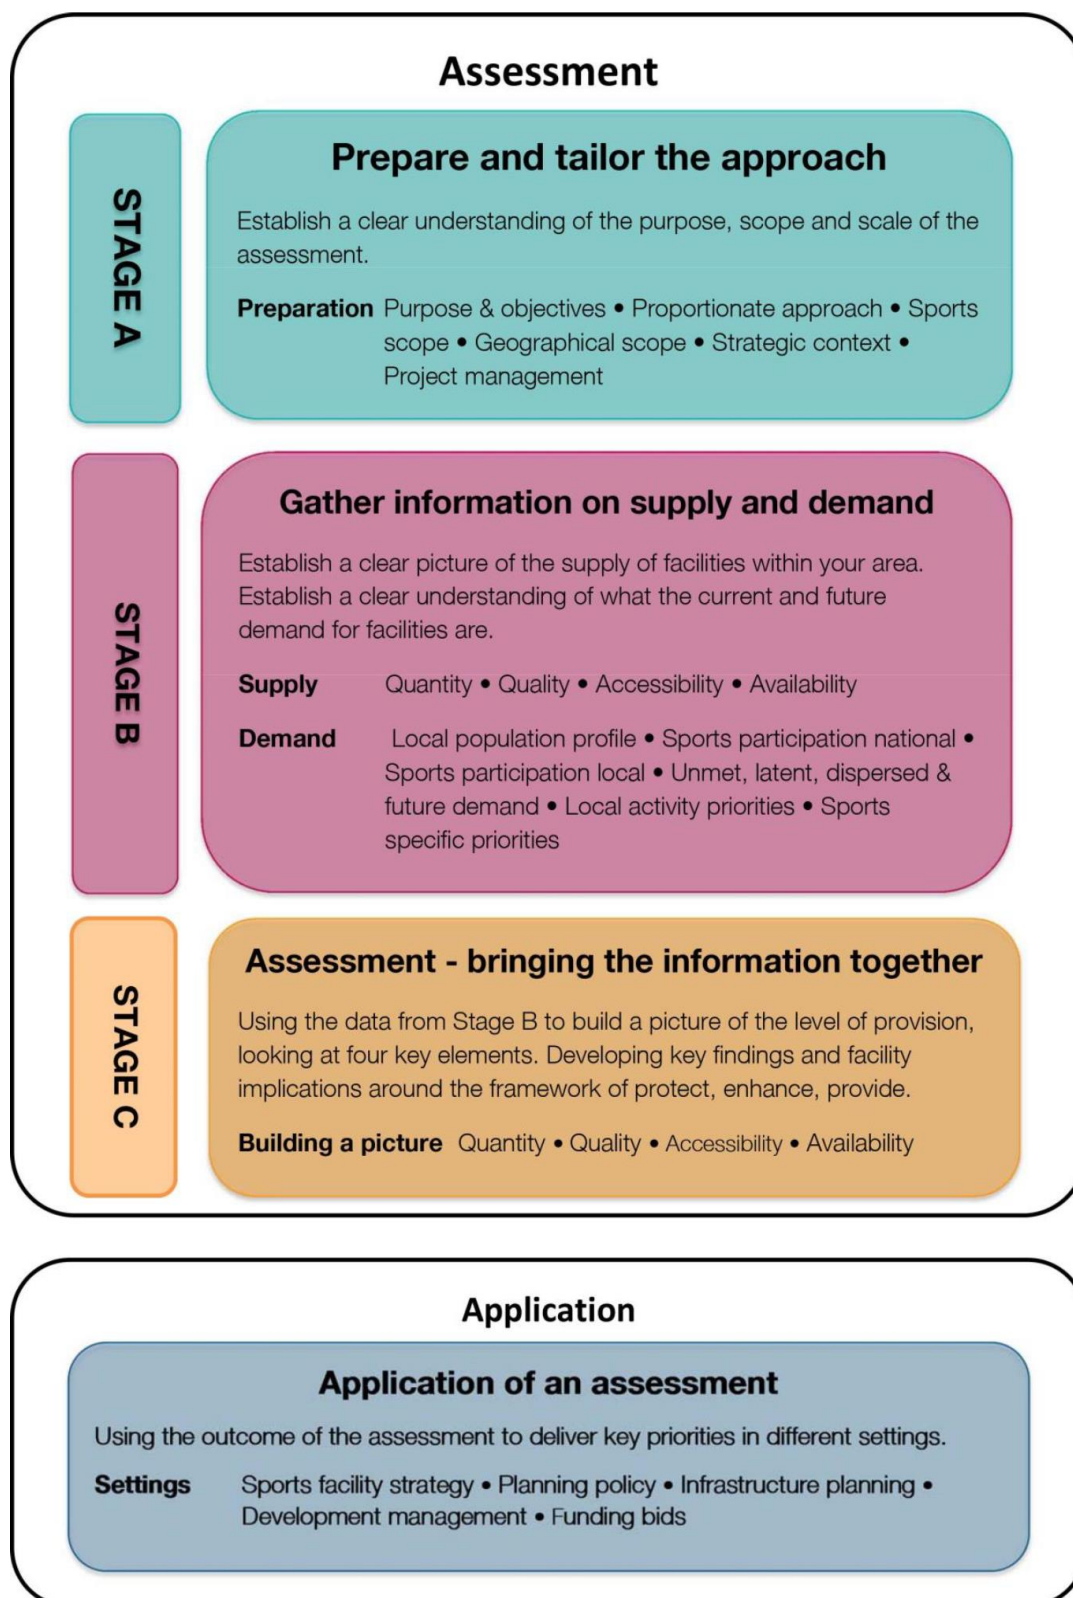 Assessment
STAGE A
Prepare and tailor the approach
Establish a clear understanding of the purpose, scope and scale of the
assessment.
Preparation Purpose & objectives • Proportionate approach • Sports
scope • Geographical scope • Strategic context •
Project management
STAGE B
Gather information on supply and demand
Establish a clear picture of the supply of facilities within your area.
Establish a clear understanding of what the current and future
demand for facilities are.
Supply Quantity • Quality • Accessibility • Availability
Demand Local population profile • Sports participation national •
Sports participation local • Unmet, latent, dispersed &
future demand • Local activity priorities • Sports
specific priorities
STAGE C
Assessment - bringing the information together
Using the data from Stage B to build a picture of the level of provision,
looking at four key elements. Developing key findings and facility
implications around the framework of protect, enhance, provide.
Building a picture Quantity • Quality • Accessibility • Availability
Application
Application of an assessment
Using the outcome of the assessment to deliver key priorities in different settings.
Settings Sports facility strategy • Planning policy • Infrastructure planning •
Development management • Funding bids